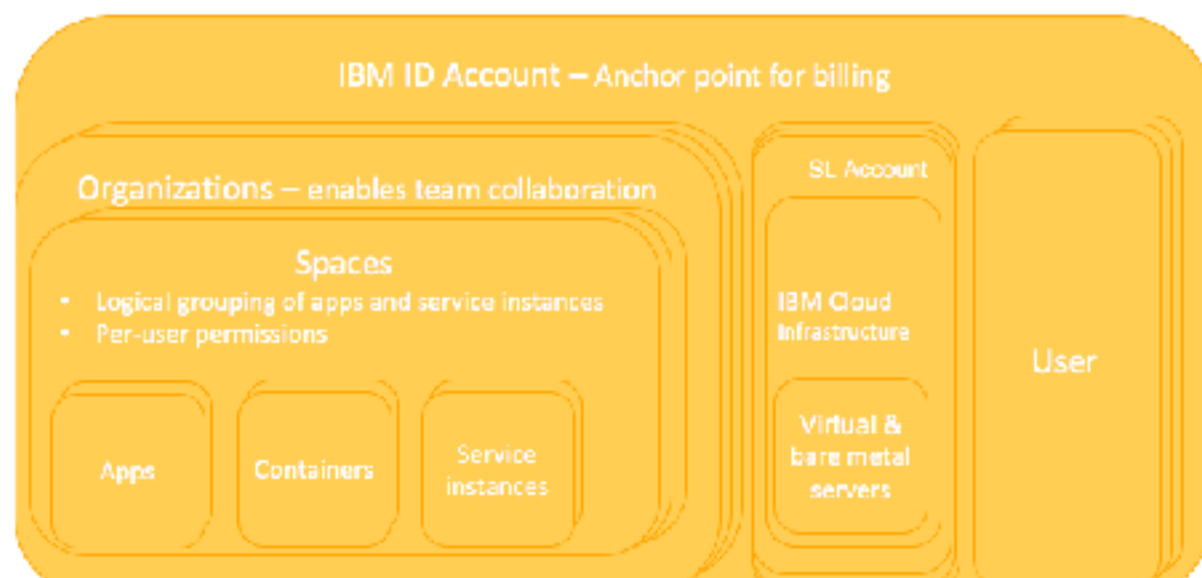 IBM ID Account – Anchor point for billing
Organizations – enables team collaboration
Spaces
• Logical grouping of apps and service instances
• Per-user permissions
Apps
Containers
Service
instances
SL Account
IBM Cloud
Infrastructure
Virtual &
bare metal
servers
User